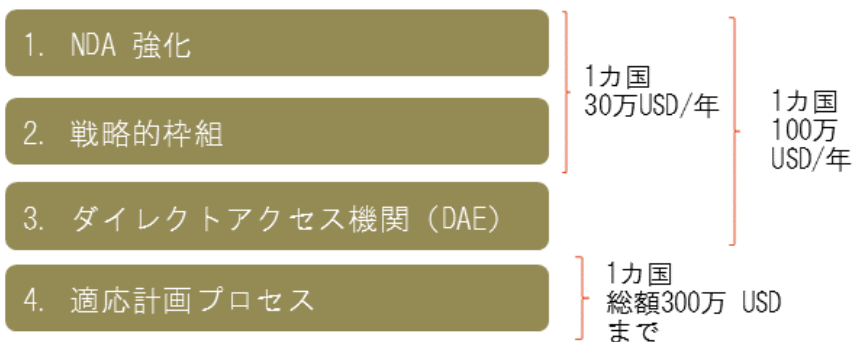 1. NDA 強化
2. 戦略的枠組
3. ダイレクトアクセス機関（DAE）
4. 適応計画プロセス
1カ国
30万USD/年
1カ国
100万
USD/年
1カ国
総額300万 USD
まで